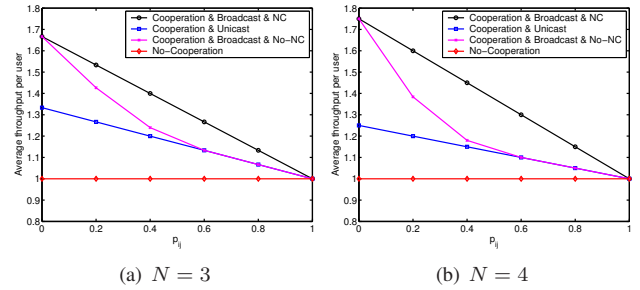 Cooperation & Broadcast & NC
Cooperation & Unicast
Cooperation & Broadcast & No−NC
No−Cooperation
Average throughput per user
1.8
1.7
1.6
1.5
1.4
1.3
1.2
1.1
1
0.9
0.8
0 0.2 0.4 0.6 0.8 1
p_ij
(a) N = 3
Cooperation & Broadcast & NC
Cooperation & Unicast
Cooperation & Broadcast & No−NC
No−Cooperation
Average throughput per user
1.8
1.7
1.6
1.5
1.4
1.3
1.2
1.1
1
0.9
0.8
0 0.2 0.4 0.6 0.8 1
p_ij
(b) N = 4